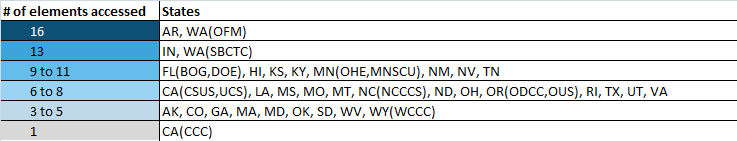 # of elements accessed States
16 AR, WA(OFM)
13 IN, WA(SBCTC)
9 to 11 FL(BOG,DOE), HI, KS, KY, MN(OHE,MNSCU), NM, NV, TN
6 to 8 CA(CSUS,UCS), LA, MS, MO, MT, NC(NCCCS), ND, OH, OR(ODCC,OUS), RI, TX, UT, VA
3 to 5 AK, CO, GA, MA, MD, OK, SD, WV, WY(WCCC)
1 CA(CCC)